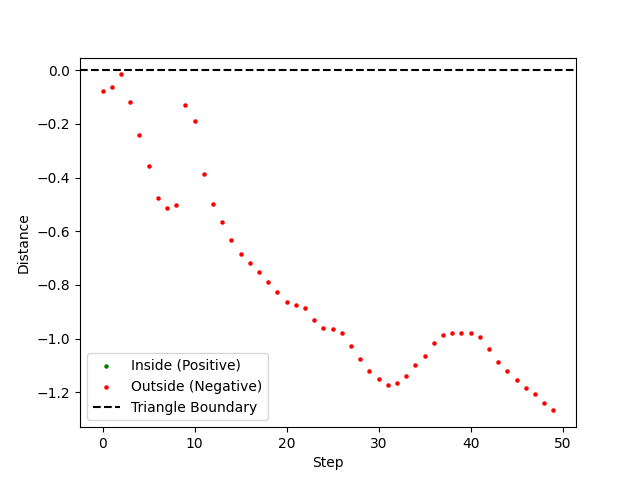 0.0
−0.2
−0.4
−0.6
−0.8
−1.0
−1.2
Distance
Inside (Positive)
Outside (Negative)
Triangle Boundary
0 10 20 30 40 50
Step